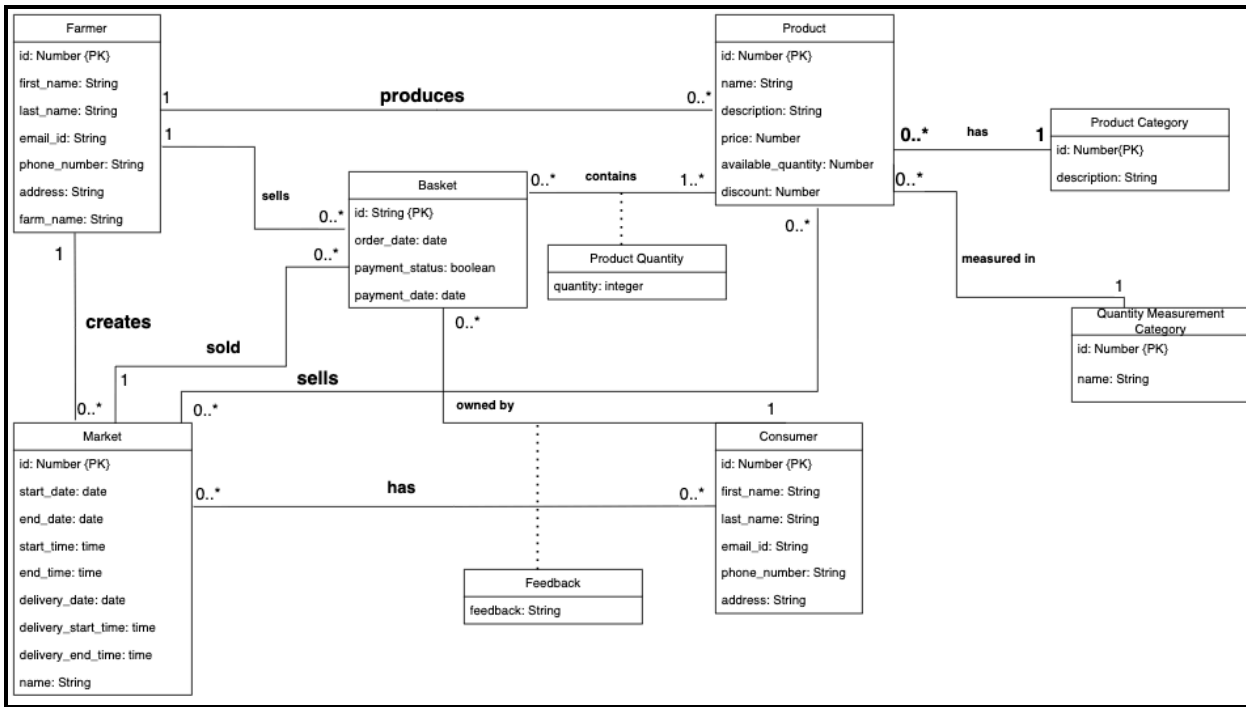 Farmer
id: Number {PK}
first_name: String
last_name: String
email_id: String
phone_number: String
address: String
farm_name: String
1
produces
0..*
Product
id: Number {PK}
name: String
description: String
price: Number
available_quantity: Number
discount: Number
0..*
has
1
Product Category
id: Number{PK}
description: String
1
sells
0..*
Basket
id: String {PK}
order_date: date
payment_status: boolean
payment_date: date
0..*
contains
1..*
Product Quantity
quantity: integer
0..*
measured in
1
Quantity Measurement
Category
id: Number {PK}
name: String
1
creates
0..*
0..*
sold
1
0..*
sells
0..*
0..*
owned by
1
Market
id: Number {PK}
start_date: date
end_date: date
start_time: time
end_time: time
delivery_date: date
delivery_start_time: time
delivery_end_time: time
name: String
0..*
has
0..*
Consumer
id: Number {PK}
first_name: String
last_name: String
email_id: String
phone_number: String
address: String
Feedback
feedback: String